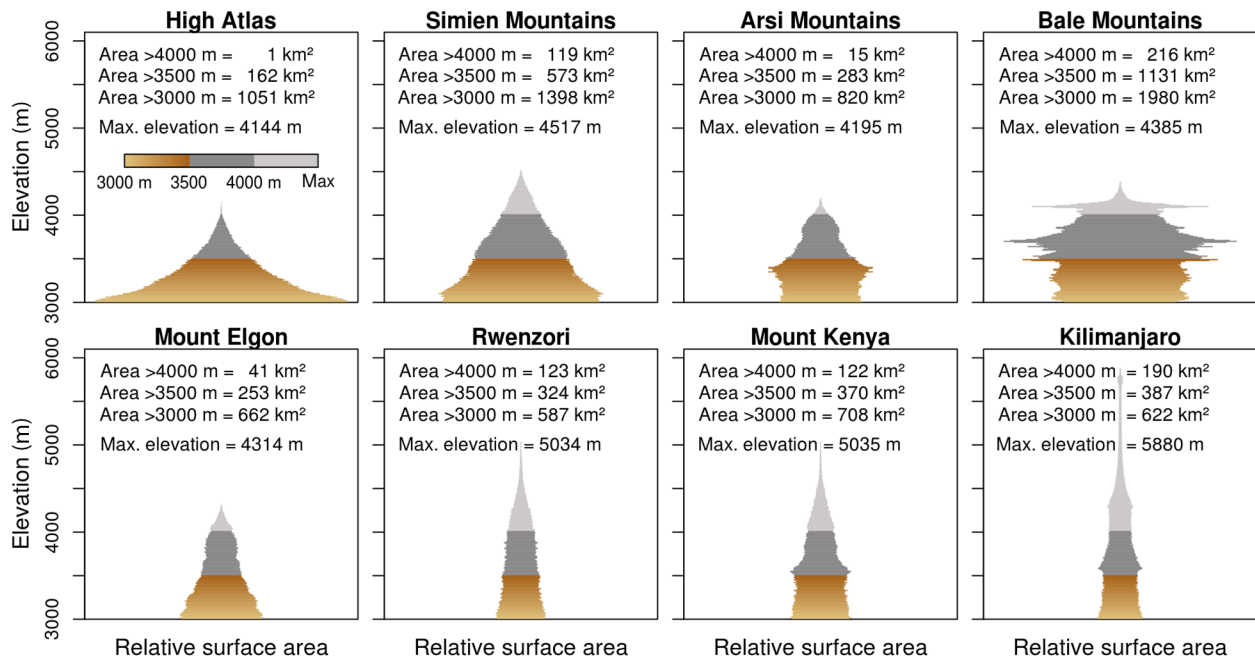 High Atlas
Area >4000 m = 1 km²
Area >3500 m = 162 km²
Area >3000 m = 1051 km²
Max. elevation = 4144 m
3000 m 3500 4000 m Max
Simien Mountains
Area >4000 m = 119 km²
Area >3500 m = 573 km²
Area >3000 m = 1398 km²
Max. elevation = 4517 m
Arsi Mountains
Area >4000 m = 15 km²
Area >3500 m = 283 km²
Area >3000 m = 820 km²
Max. elevation = 4195 m
Bale Mountains
Area >4000 m = 216 km²
Area >3500 m = 1131 km²
Area >3000 m = 1980 km²
Max. elevation = 4385 m
Elevation (m)
6000
5000
4000
3000
Mount Elgon
Area >4000 m = 41 km²
Area >3500 m = 253 km²
Area >3000 m = 662 km²
Max. elevation = 4314 m
Rwenzori
Area >4000 m = 123 km²
Area >3500 m = 324 km²
Area >3000 m = 587 km²
Max. elevation = 5034 m
Mount Kenya
Area >4000 m = 122 km²
Area >3500 m = 370 km²
Area >3000 m = 708 km²
Max. elevation = 5035 m
Kilimanjaro
Area >4000 m = 190 km²
Area >3500 m = 387 km²
Area >3000 m = 622 km²
Max. elevation = 5880 m
Elevation (m)
6000
5000
4000
3000
Relative surface area
Relative surface area
Relative surface area
Relative surface area